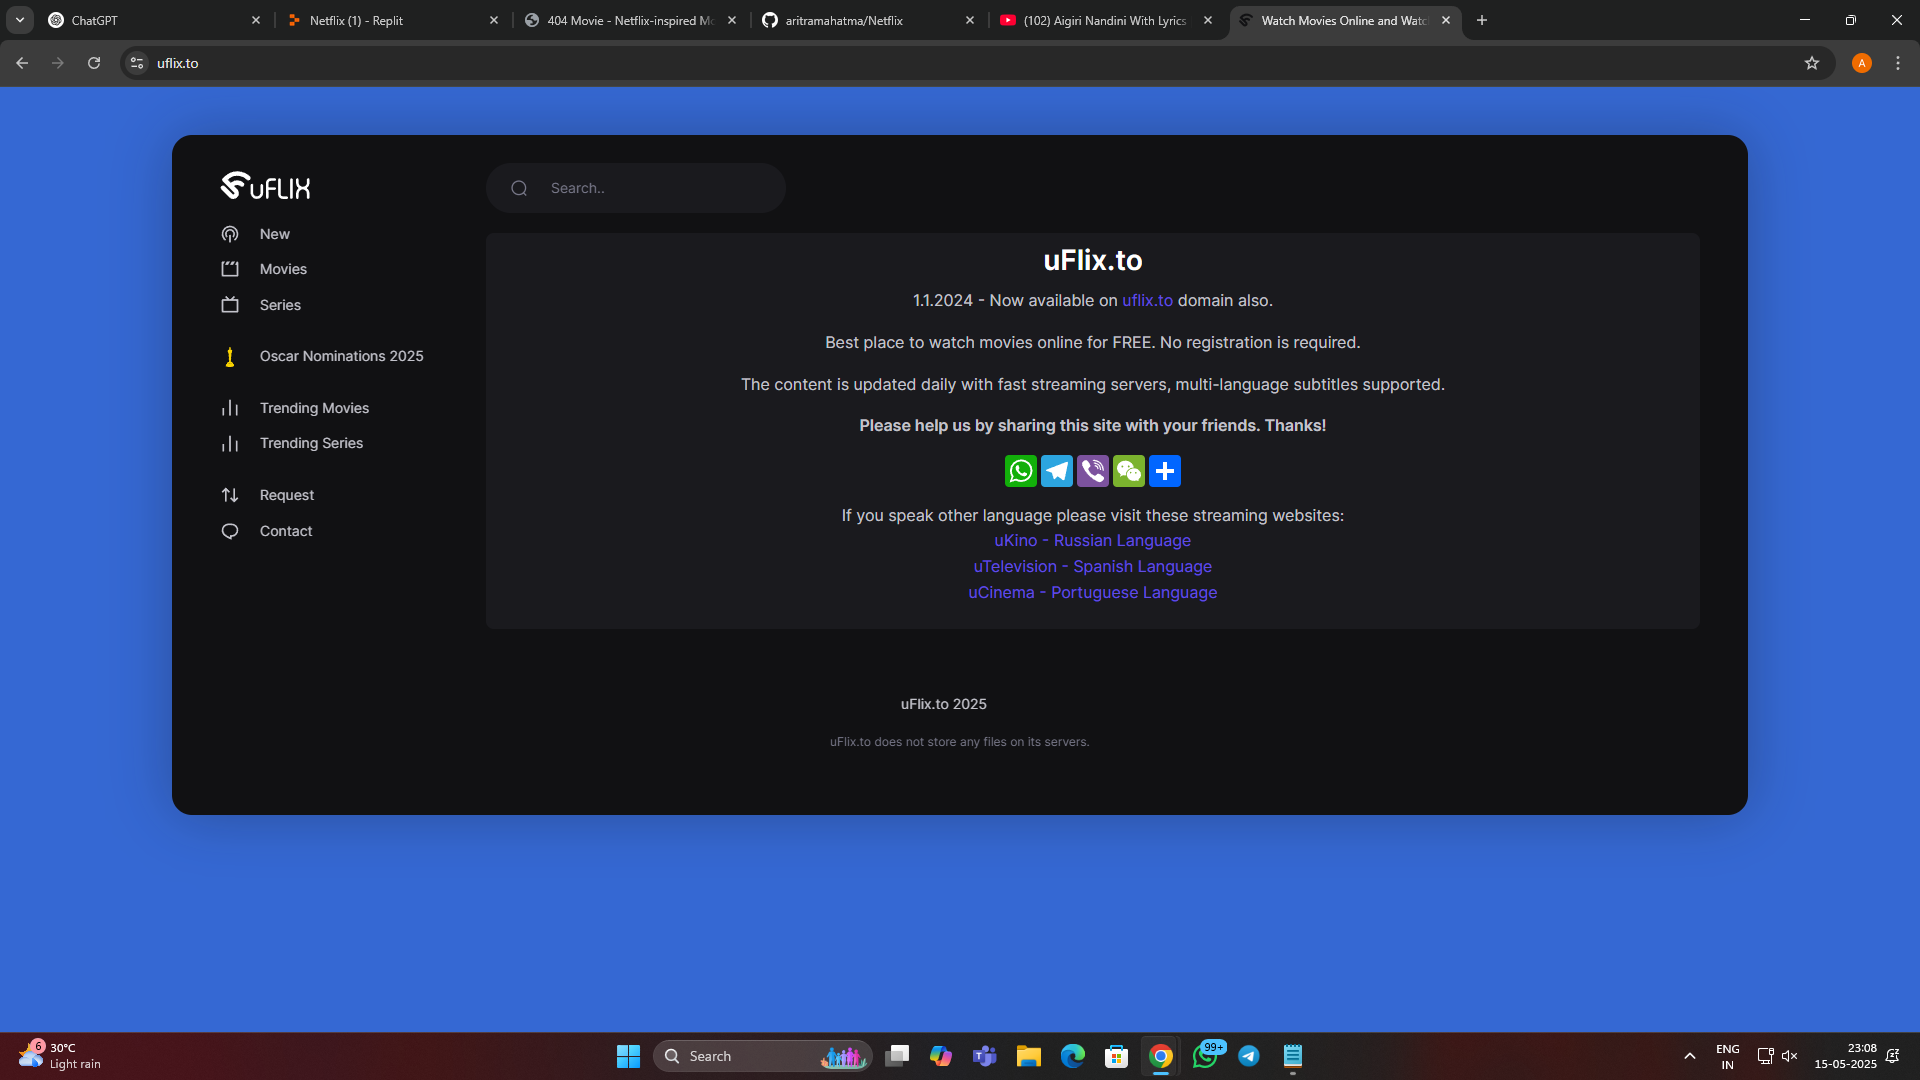 ChatGPT
Netflix (1) - Replit
404 Movie - Netflix-inspired Mo
aritramahatma/Netflix
(102) Aigiri Nandini With Lyrics
Watch Movies Online and Watc
A
uflix.to
uFLIX
Search..
New
Movies
Series
Oscar Nominations 2025
Trending Movies
Trending Series
Request
Contact
uFlix.to
1.1.2024 - Now available on uflix.to domain also.
Best place to watch movies online for FREE. No registration is required.
The content is updated daily with fast streaming servers, multi-language subtitles supported.
Please help us by sharing this site with your friends. Thanks!
If you speak other language please visit these streaming websites:
uKino - Russian Language
uTelevision - Spanish Language
uCinema - Portuguese Language
uFlix.to 2025
uFlix.to does not store any files on its servers.
6
30°C
Light rain
Search
T
99+
ENG
IN
23:08
15-05-2025